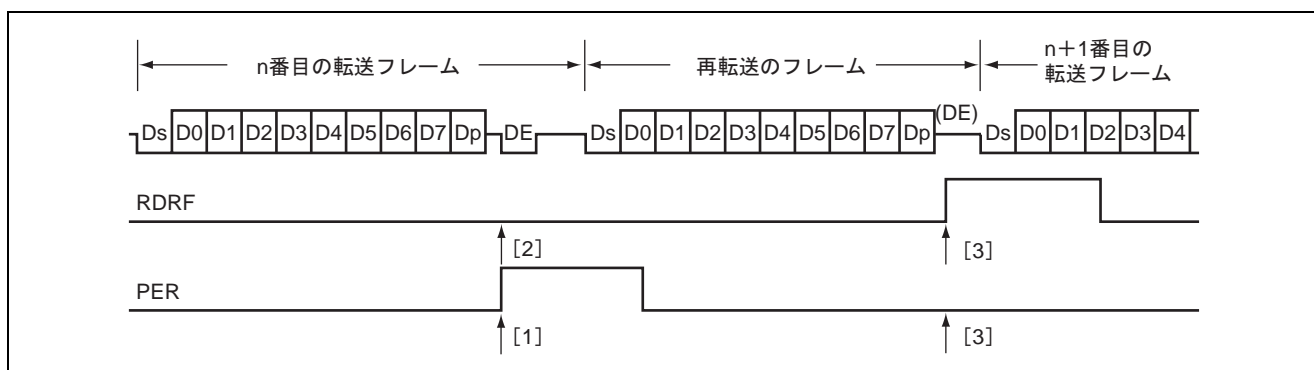 n番目の転送フレーム
再転送のフレーム
n+1番目の
転送フレーム
Ds D0 D1 D2 D3 D4 D5 D6 D7 Dp DE Ds D0 D1 D2 D3 D4 D5 D6 D7 Dp (DE) Ds D0 D1 D2 D3 D4
RDRF
[2] [3]
PER
[1] [3]